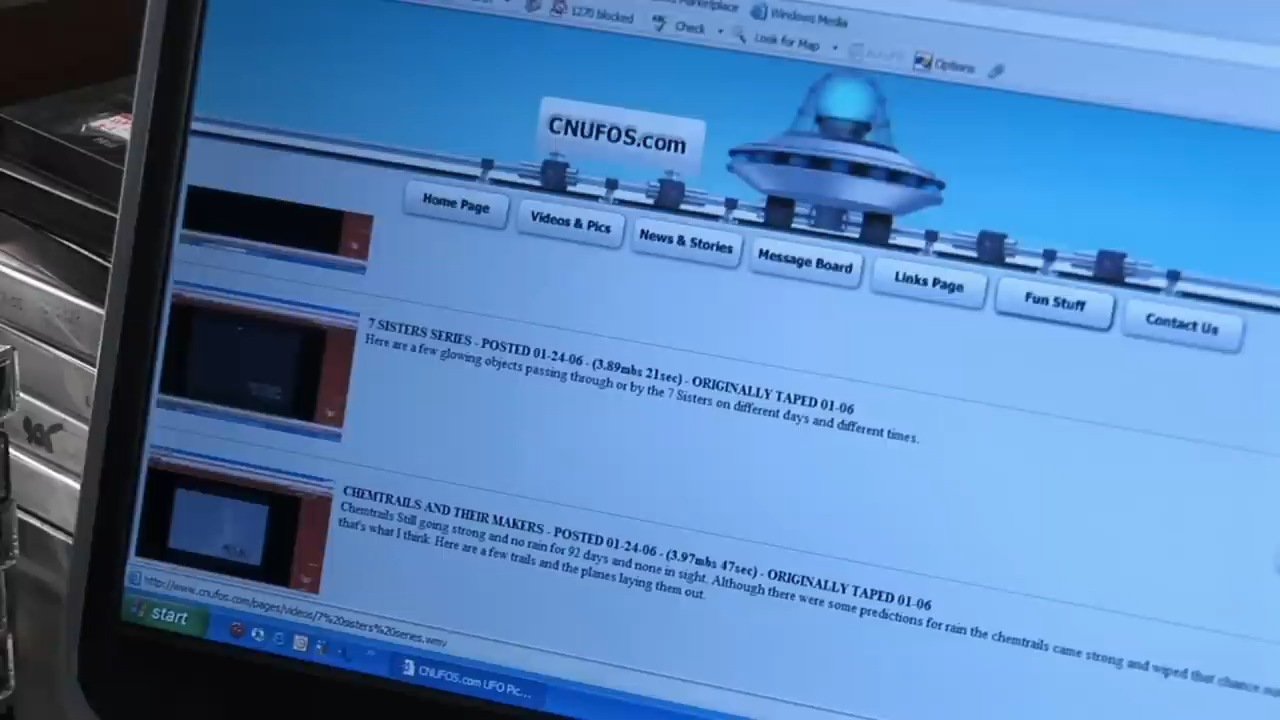 1270 blocked
Check
Look for Map
Options
Windows Media
CNUFOS.com
Home Page
Videos & Pics
News & Stories
Message Board
Links Page
Fun Stuff
Contact Us
7 SISTERS SERIES - POSTED 01-24-06 - (3.89mbs 21sec) - ORIGINALLY TAPED 01-06
Here are a few glowing objects passing through or by the 7 Sisters on different days and different times.
CHEMTRAILS AND THEIR MAKERS - POSTED 01-24-06 - (3.97mbs 47sec) - ORIGINALLY TAPED 01-06
Chemtrails Still going strong and no rain for 92 days and none in sight. Although there were some predictions for rain the chemtrails came strong and wiped that chance
that's what I think. Here are a few trails and the planes laying them out.
http://www.cnufos.com/pages/videos/7%20sisters%20series.wmv
start
CNUFOS.com UFO Pic...